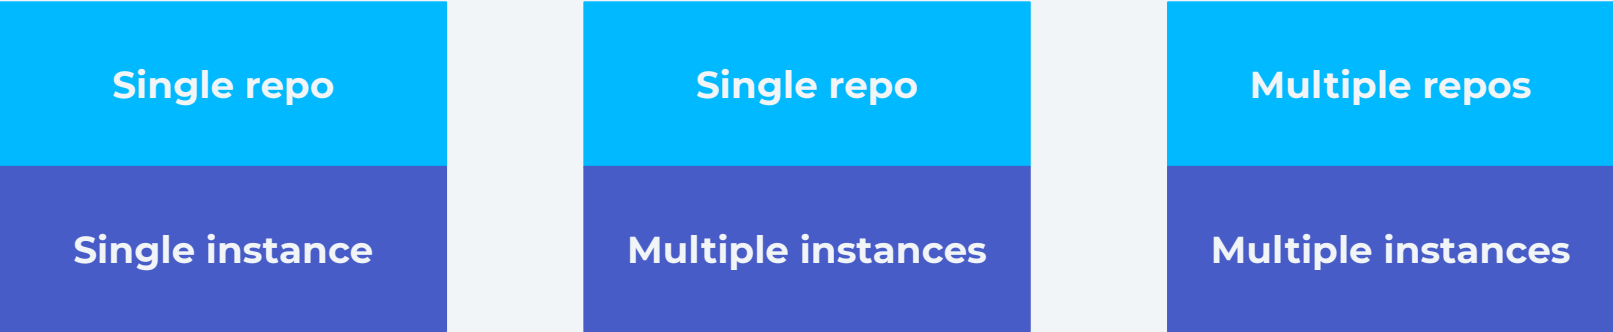 Single repo
Single instance
Single repo
Multiple instances
Multiple repos
Multiple instances